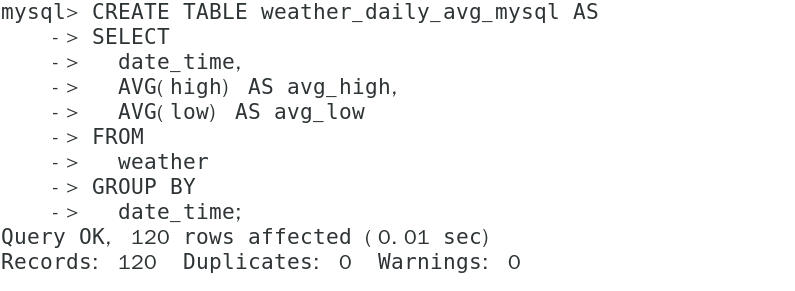 mysql> CREATE TABLE weather_daily_avg_mysql AS
    -> SELECT
    ->   date_time,
    ->   AVG(high) AS avg_high,
    ->   AVG(low) AS avg_low
    -> FROM
    ->   weather
    -> GROUP BY
    ->   date_time;
Query OK, 120 rows affected (0.01 sec)
Records: 120  Duplicates: 0  Warnings: 0